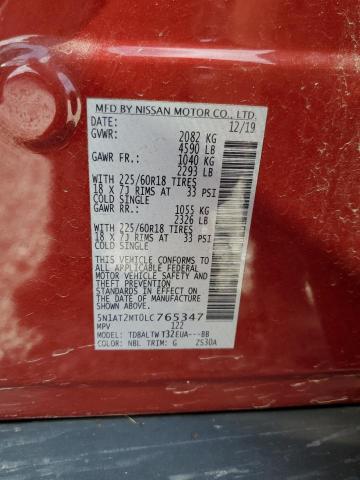 MFD BY NISSAN MOTOR CO., LTD.
DATE: 12/19
GVWR: 2082 KG
4590 LB
GAWR FR.: 1040 KG
2293 LB
WITH 225/60R18 TIRES
18 X 7J RIMS AT 33 PSI
COLD SINGLE
GAWR RR.: 1055 KG
2326 LB
WITH 225/60R18 TIRES
18 X 7J RIMS AT 33 PSI
COLD SINGLE
THIS VEHICLE CONFORMS TO ALL
APPLICABLE FEDERAL
MOTOR VEHICLE SAFETY, BUMPER,
AND THEFT PREVENTION STANDARDS
IN EFFECT ON THE DATE OF
MANUFACTURE SHOWN ABOVE.
5N1AT2MT0LC765347
MPV 122
MODEL: TDBALTW T32EUA---BB
COLOR: NBL TRIM: G ZS30A